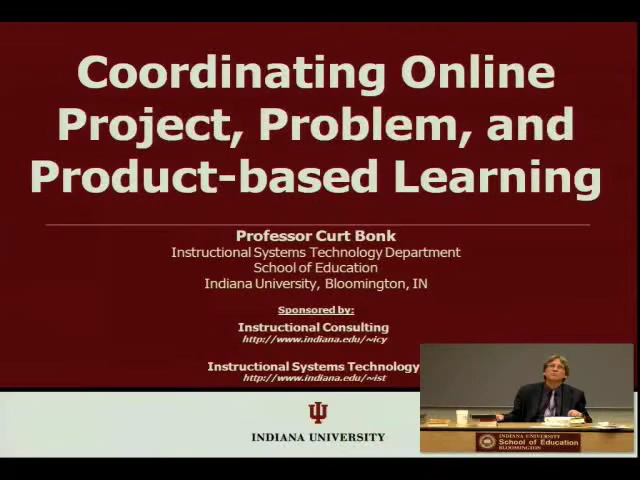 Coordinating Online
Project, Problem, and
Product-based Learning
Professor Curt Bonk
Instructional Systems Technology Department
School of Education
Indiana University, Bloomington, IN
Sponsored by:
Instructional Consulting
http://www.indiana.edu/~icy
Instructional Systems Technology
http://www.indiana.edu/~ist
INDIANA UNIVERSITY
INDIANA UNIVERSITY
School of Education
BLOOMINGTON